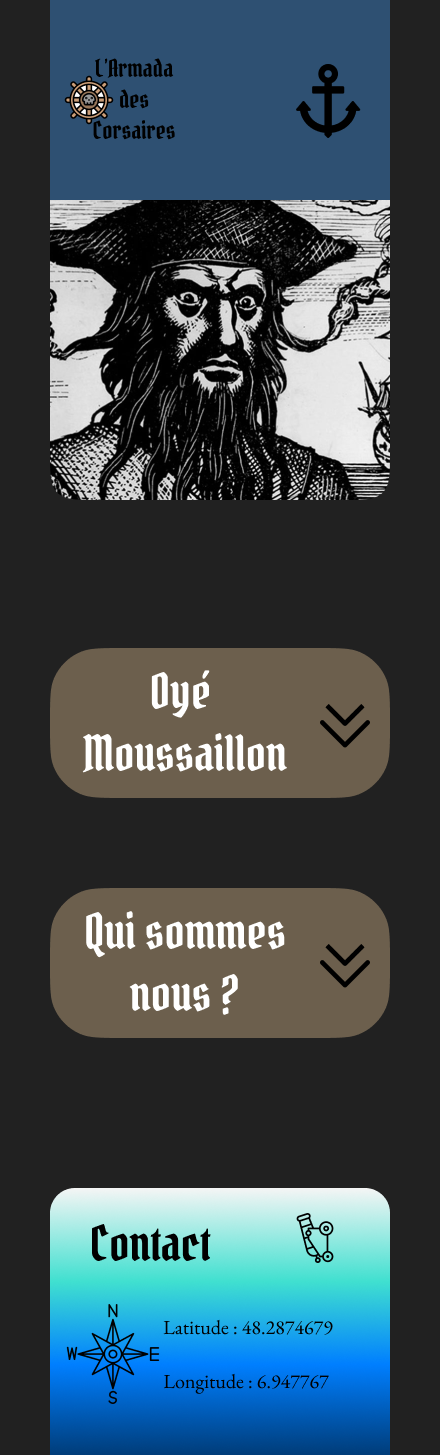 L'Armada
des
Corsaires
Oyé
Moussaillon
Qui sommes
nous ?
Contact
N
W E
S
Latitude : 48.2874679
Longitude : 6.947767